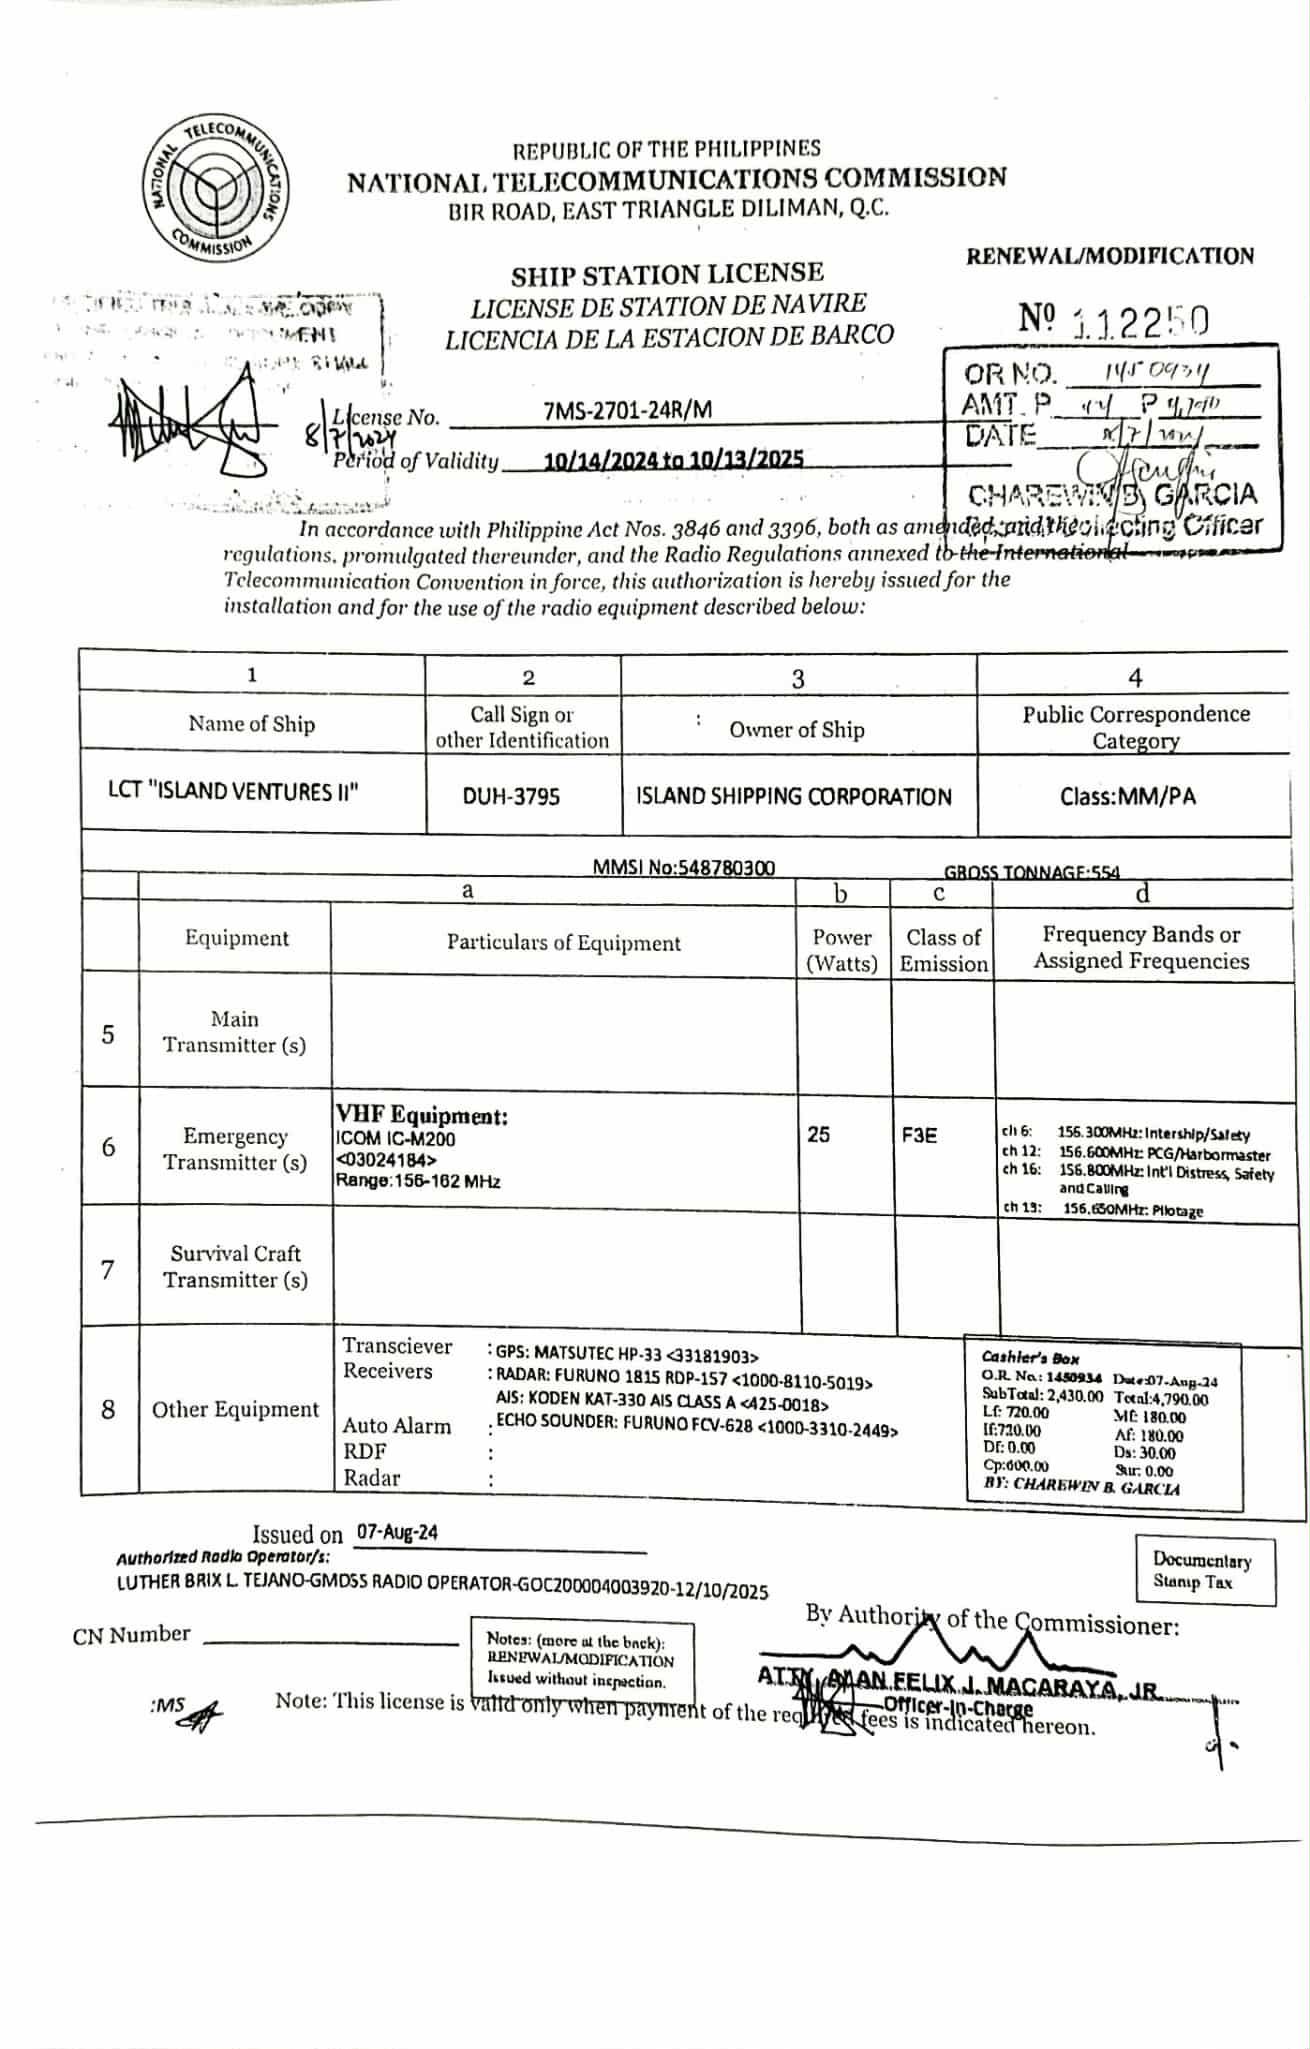 NATIONAL TELECOMMUNICATIONS COMMISSION
REPUBLIC OF THE PHILIPPINES
NATIONAL TELECOMMUNICATIONS COMMISSION
BIR ROAD, EAST TRIANGLE DILIMAN, Q.C.
RENEWAL/MODIFICATION
SHIP STATION LICENSE
LICENSE DE STATION DE NAVIRE
LICENCIA DE LA ESTACION DE BARCO
Nº 112250
OR NO. 1450934
AMT. P
DATE 8/7/2024
CHAREWIN B. GARCIA
Collecting Officer
8/7/2024
License No. 7MS-2701-24R/M
Period of Validity 10/14/2024 to 10/13/2025
In accordance with Philippine Act Nos. 3846 and 3396, both as amended, and the
regulations, promulgated thereunder, and the Radio Regulations annexed to the International
Telecommunication Convention in force, this authorization is hereby issued for the
installation and for the use of the radio equipment described below:
1 2 3 4
Name of Ship
Call Sign or
other Identification
: Owner of Ship
Public Correspondence
Category
LCT "ISLAND VENTURES II" DUH-3795 ISLAND SHIPPING CORPORATION Class:MM/PA
MMSI No:548780300 GROSS TONNAGE:554
a b c d
Equipment
Particulars of Equipment
Power
(Watts)
Class of
Emission
Frequency Bands or
Assigned Frequencies
5
Main
Transmitter (s)
6
Emergency
Transmitter (s)
VHF Equipment:
ICOM IC-M200
<03024184>
Range:156-162 MHz
25
F3E
ch 6: 156.300MHz: Intership/Safety
ch 12: 156.600MHz: PCG/Harbormaster
ch 16: 156.800MHz: Int'l Distress, Safety
and Calling
ch 13: 156.650MHz: Pilotage
7
Survival Craft
Transmitter (s)
8
Other Equipment
Transciever : GPS: MATSUTEC HP-33 <33181903>
Receivers : RADAR: FURUNO 1815 RDP-157 <1000-8110-5019>
AIS: KODEN KAT-330 AIS CLASS A <425-0018>
Auto Alarm : ECHO SOUNDER: FURUNO FCV-628 <1000-3310-2449>
RDF :
Radar :
Cashier's Box
O.R. No.: 1450934 Date:07-Aug-24
SubTotal: 2,430.00 Total:4,790.00
Lf: 720.00 Mf: 180.00
If:720.00 Af: 180.00
Df: 0.00 Ds: 30.00
Cp:600.00 Sur: 0.00
BY: CHAREWIN B. GARCIA
Issued on 07-Aug-24
Authorized Radio Operator/s:
LUTHER BRIX L. TEJANO-GMDSS RADIO OPERATOR-GOC200004003920-12/10/2025
Documentary
Stamp Tax
By Authority of the Commissioner:
CN Number
Notes: (more at the back):
RENEWAL/MODIFICATION
Issued without inspection.
ATTY. ALAN FELIX J. MACARAYA, JR
Officer-In-Charge
:MS
Note: This license is valid only when payment of the required fees is indicated hereon.